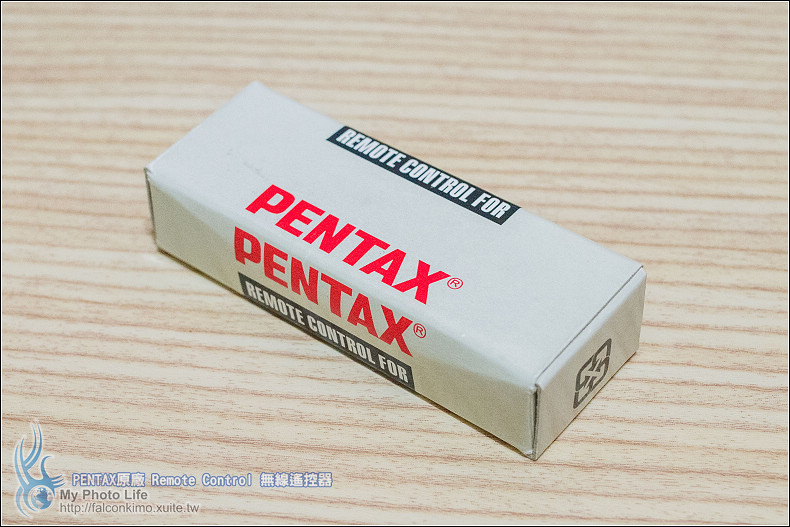 REMOTE CONTROL FOR
PENTAX®
PENTAX®
REMOTE CONTROL FOR
PENTAX原廠 Remote Control 無線遙控器
My Photo Life
http://falconkimo.xuite.tw